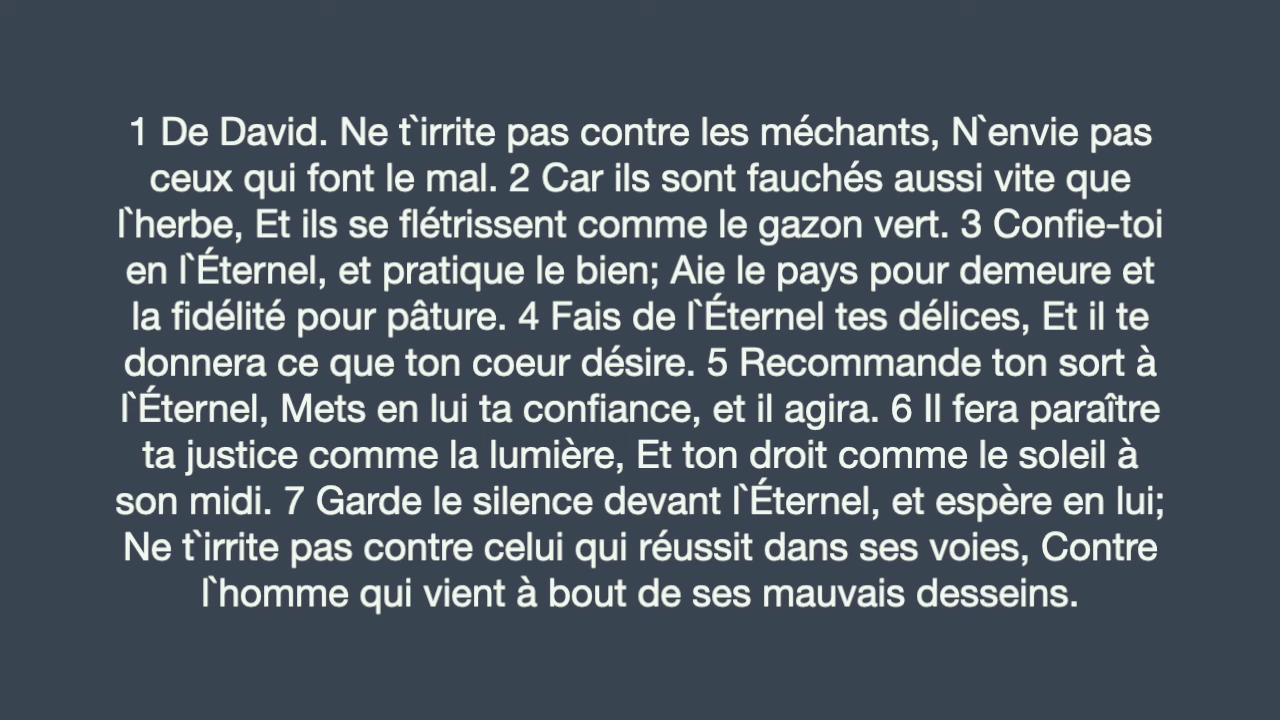 1 De David. Ne t`irrite pas contre les méchants, N`envie pas
ceux qui font le mal. 2 Car ils sont fauchés aussi vite que
l`herbe, Et ils se flétrissent comme le gazon vert. 3 Confie-toi
en l`Éternel, et pratique le bien; Aie le pays pour demeure et
la fidélité pour pâture. 4 Fais de l`Éternel tes délices, Et il te
donnera ce que ton coeur désire. 5 Recommande ton sort à
l`Éternel, Mets en lui ta confiance, et il agira. 6 Il fera paraître
ta justice comme la lumière, Et ton droit comme le soleil à
son midi. 7 Garde le silence devant l`Éternel, et espère en lui;
Ne t`irrite pas contre celui qui réussit dans ses voies, Contre
l`homme qui vient à bout de ses mauvais desseins.